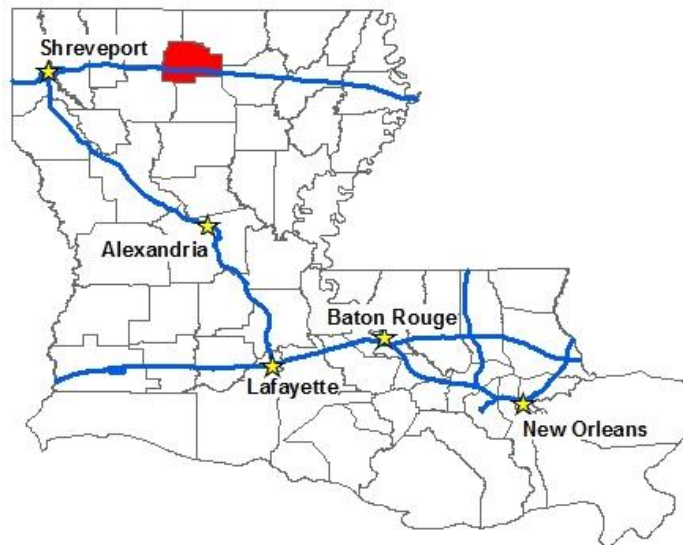 Shreveport
Alexandria
Baton Rouge
Lafayette
New Orleans